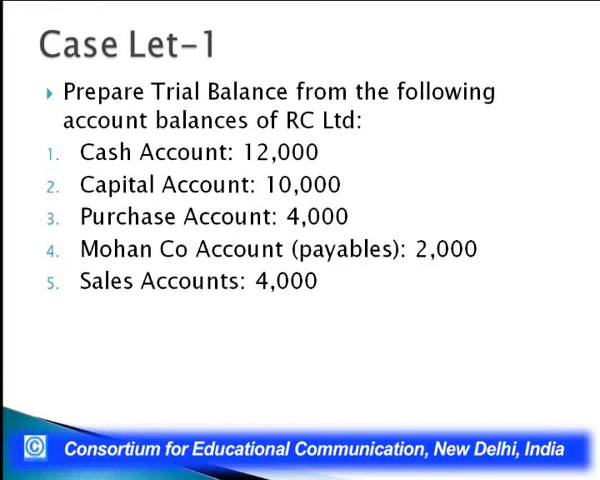 Case Let-1
Prepare Trial Balance from the following
account balances of RC Ltd:
1. Cash Account: 12,000
2. Capital Account: 10,000
3. Purchase Account: 4,000
4. Mohan Co Account (payables): 2,000
5. Sales Accounts: 4,000
© Consortium for Educational Communication, New Delhi, India